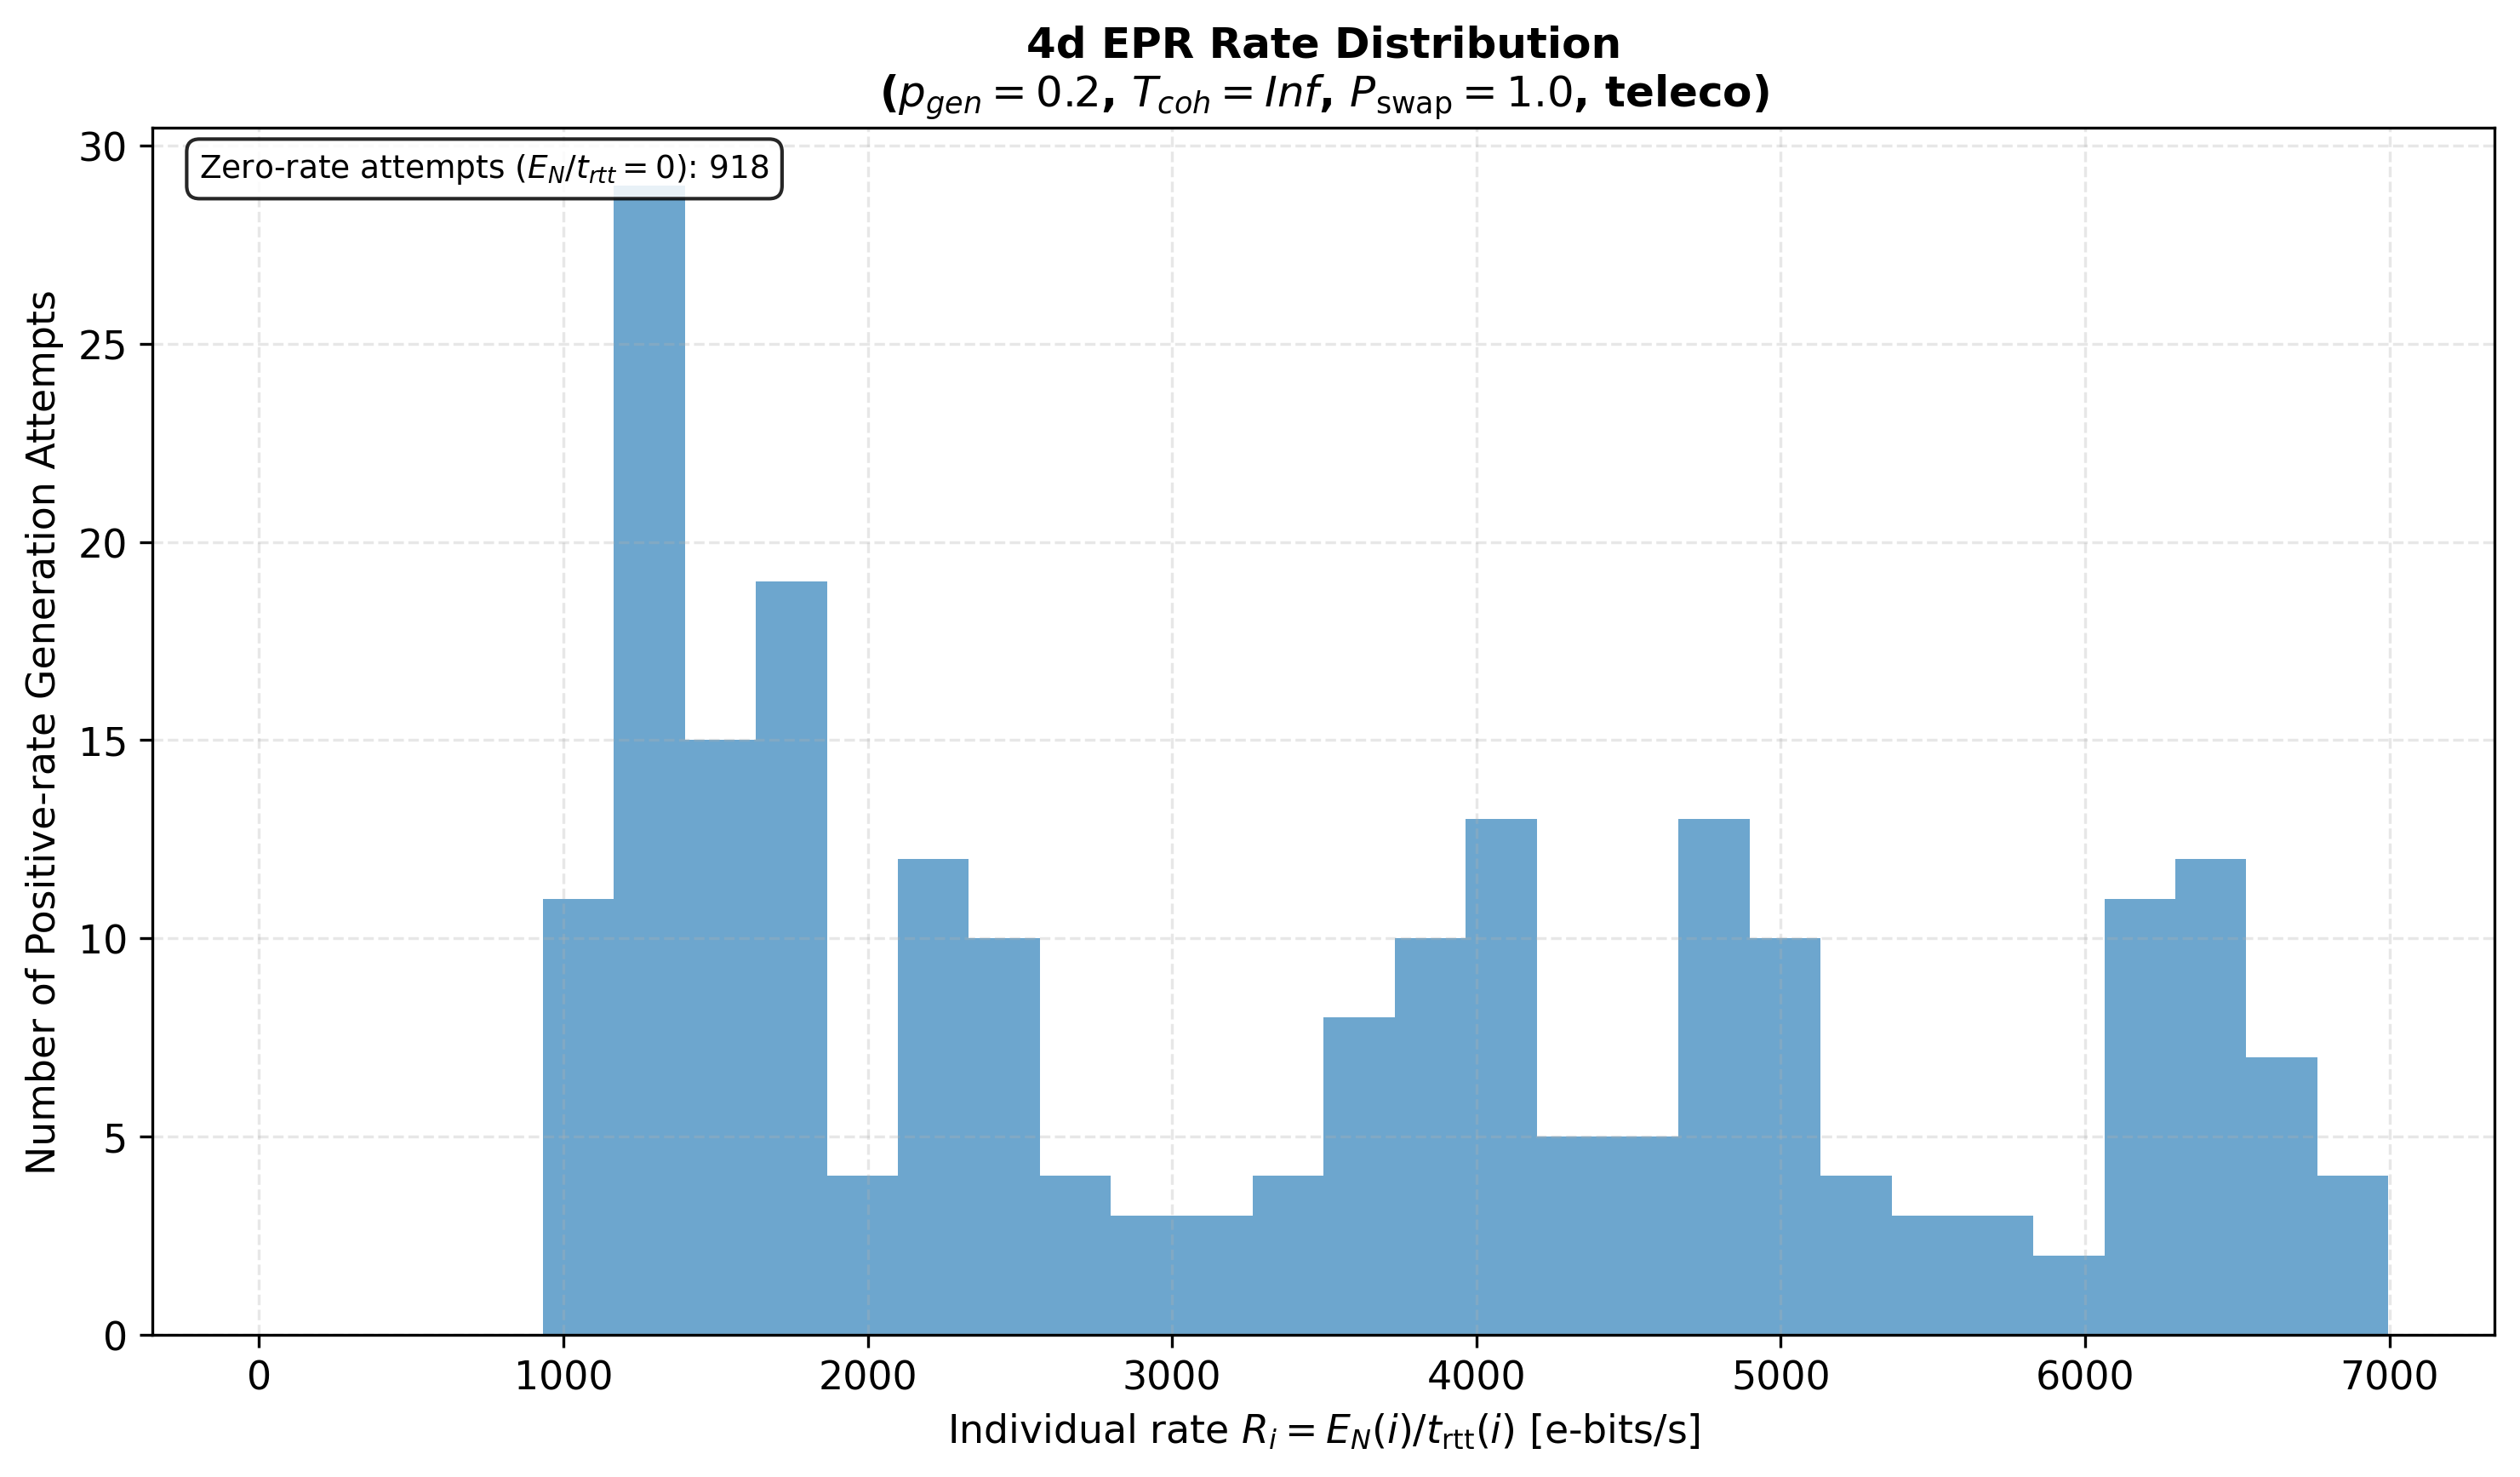 4d EPR Rate Distribution
(p_gen = 0.2, T_coh = Inf, P_swap = 1.0, teleco)
Zero-rate attempts (E_N/t_rtt = 0): 918
Number of Positive-rate Generation Attempts
30
25
20
15
10
5
0
0 1000 2000 3000 4000 5000 6000 7000
Individual rate R_i = E_N(i)/t_rtt(i) [e-bits/s]